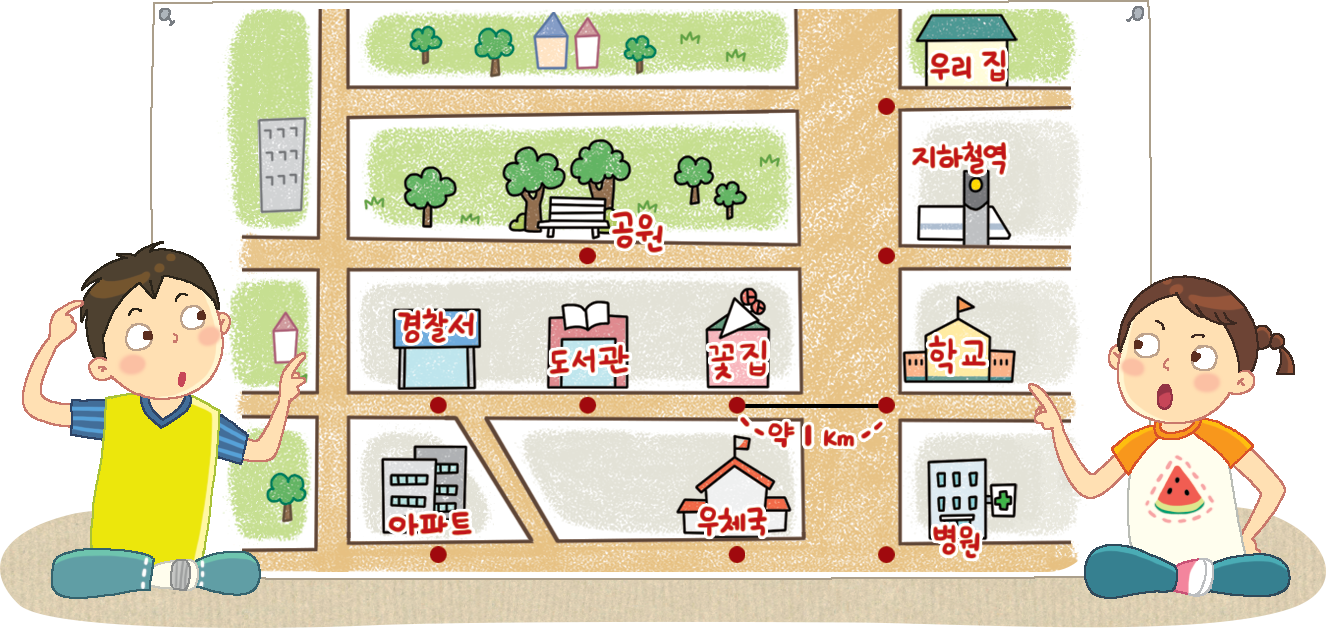 우리 집
지하철역
공원
경찰서
도서관
꽃집
학교
약 1 km
아파트
우체국
병원